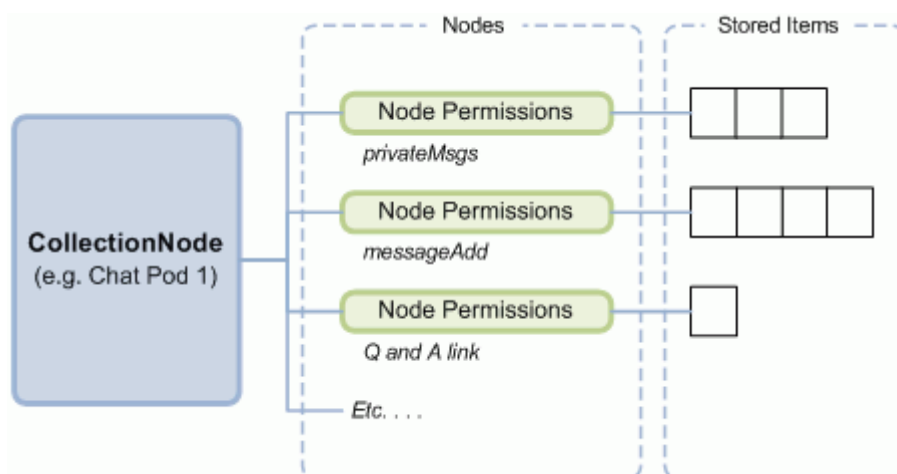 Nodes
Stored Items
Node Permissions
privateMsgs
CollectionNode
(e.g. Chat Pod 1)
Node Permissions
messageAdd
Node Permissions
Q and A link
Etc. . . .